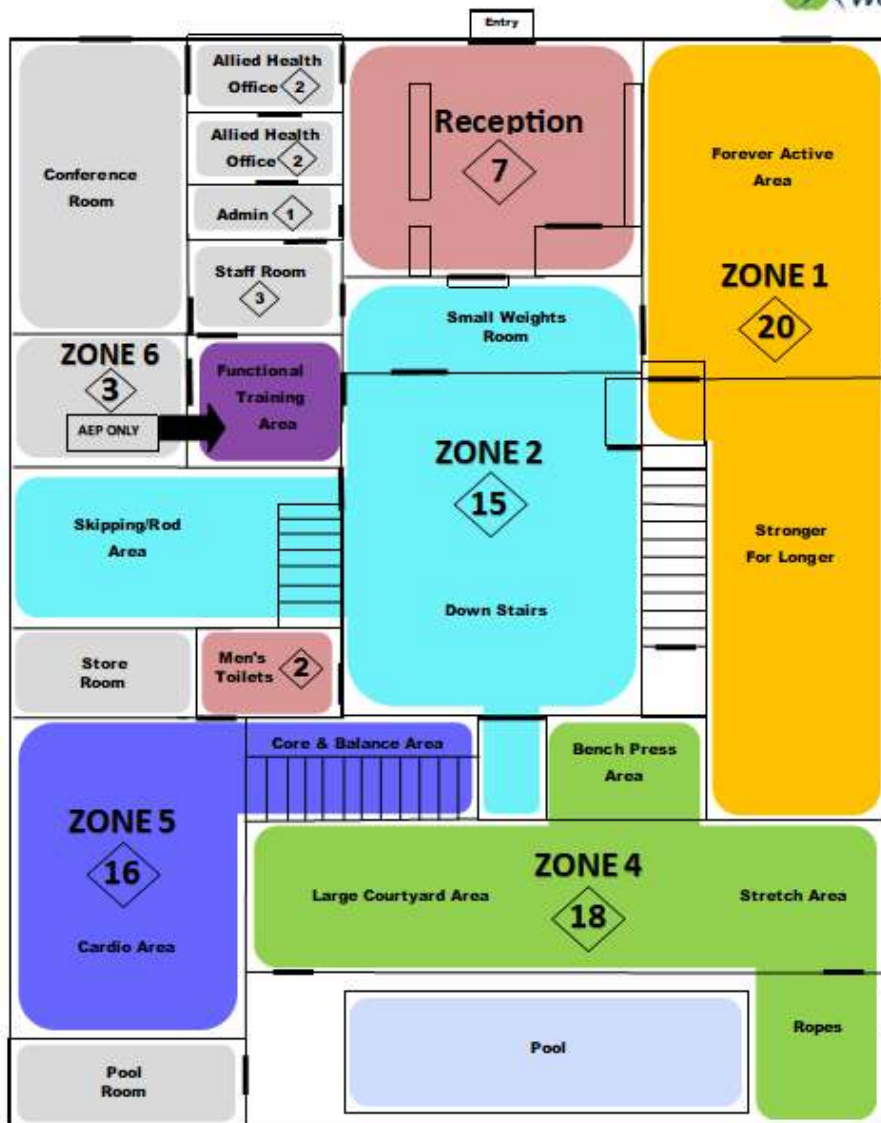 Entry
Allied Health
Office 2
Allied Health
Office 2
Admin 1
Staff Room
3
Conference
Room
Reception
7
Forever Active
Area
ZONE 1
20
Small Weights
Room
ZONE 6
3
AEP ONLY
Functional
Training
Area
ZONE 2
15
Skipping/Rod
Area
Stronger
For Longer
Down Stairs
Store
Room
Men's
Toilets 2
Core & Balance Area
Bench Press
Area
ZONE 5
16
Cardio Area
ZONE 4
18
Large Courtyard Area
Stretch Area
Ropes
Pool
Pool
Room